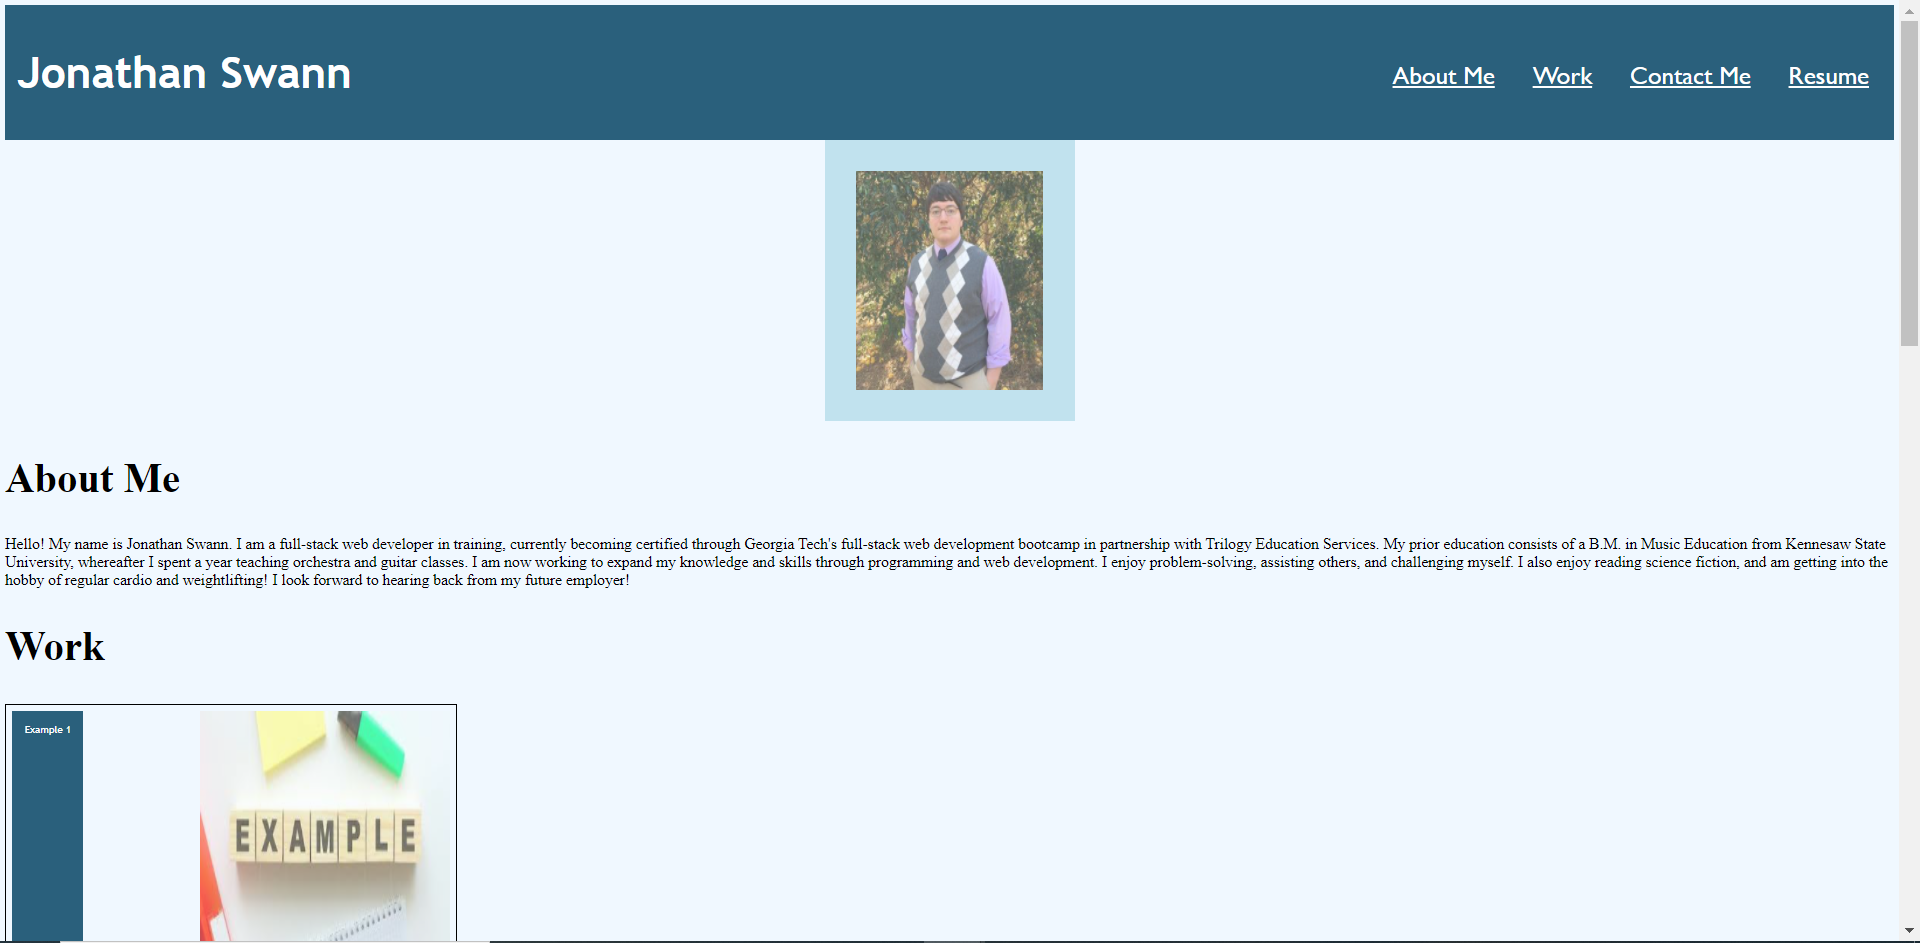 Jonathan Swann
About Me Work Contact Me Resume
About Me
Hello! My name is Jonathan Swann. I am a full-stack web developer in training, currently becoming certified through Georgia Tech's full-stack web development bootcamp in partnership with Trilogy Education Services. My prior education consists of a B.M. in Music Education from Kennesaw State
University, whereafter I spent a year teaching orchestra and guitar classes. I am now working to expand my knowledge and skills through programming and web development. I enjoy problem-solving, assisting others, and challenging myself. I also enjoy reading science fiction, and am getting into the
hobby of regular cardio and weightlifting! I look forward to hearing back from my future employer!
Work
Example 1
EXAMPLE